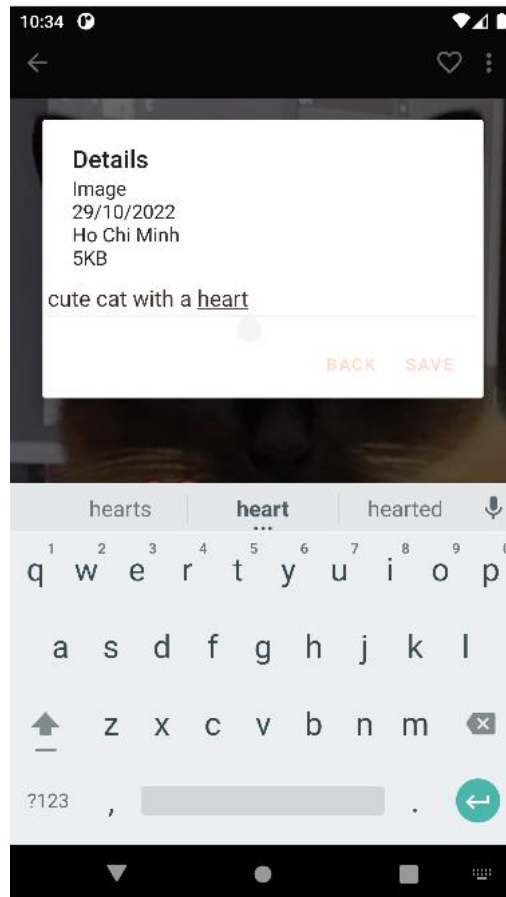 10:34
Details
Image
29/10/2022
Ho Chi Minh
5KB
cute cat with a heart
BACK SAVE
hearts heart hearted
1 2 3 4 5 6 7 8 9 0
q w e r t y u i o p
a s d f g h j k l
z x c v b n m
?123 , .